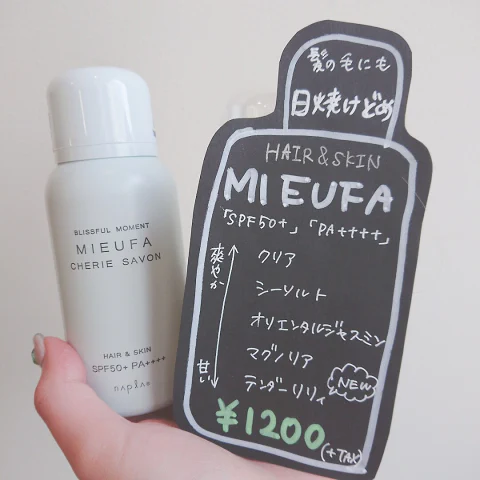 BLISSFUL MOMENT
MIEUFA
CHERIE SAVON
HAIR & SKIN
SPF50+ PA++++
napla
髪の毛にも
日焼けどめ
HAIR & SKIN
MIEUFA
「SPF50+」「PA++++」
爽やか
甘い
クリア
シーソルト
オリエンタルジャスミン
マグノリア
テンダーリリィ
NEW
¥1200(+TAX)